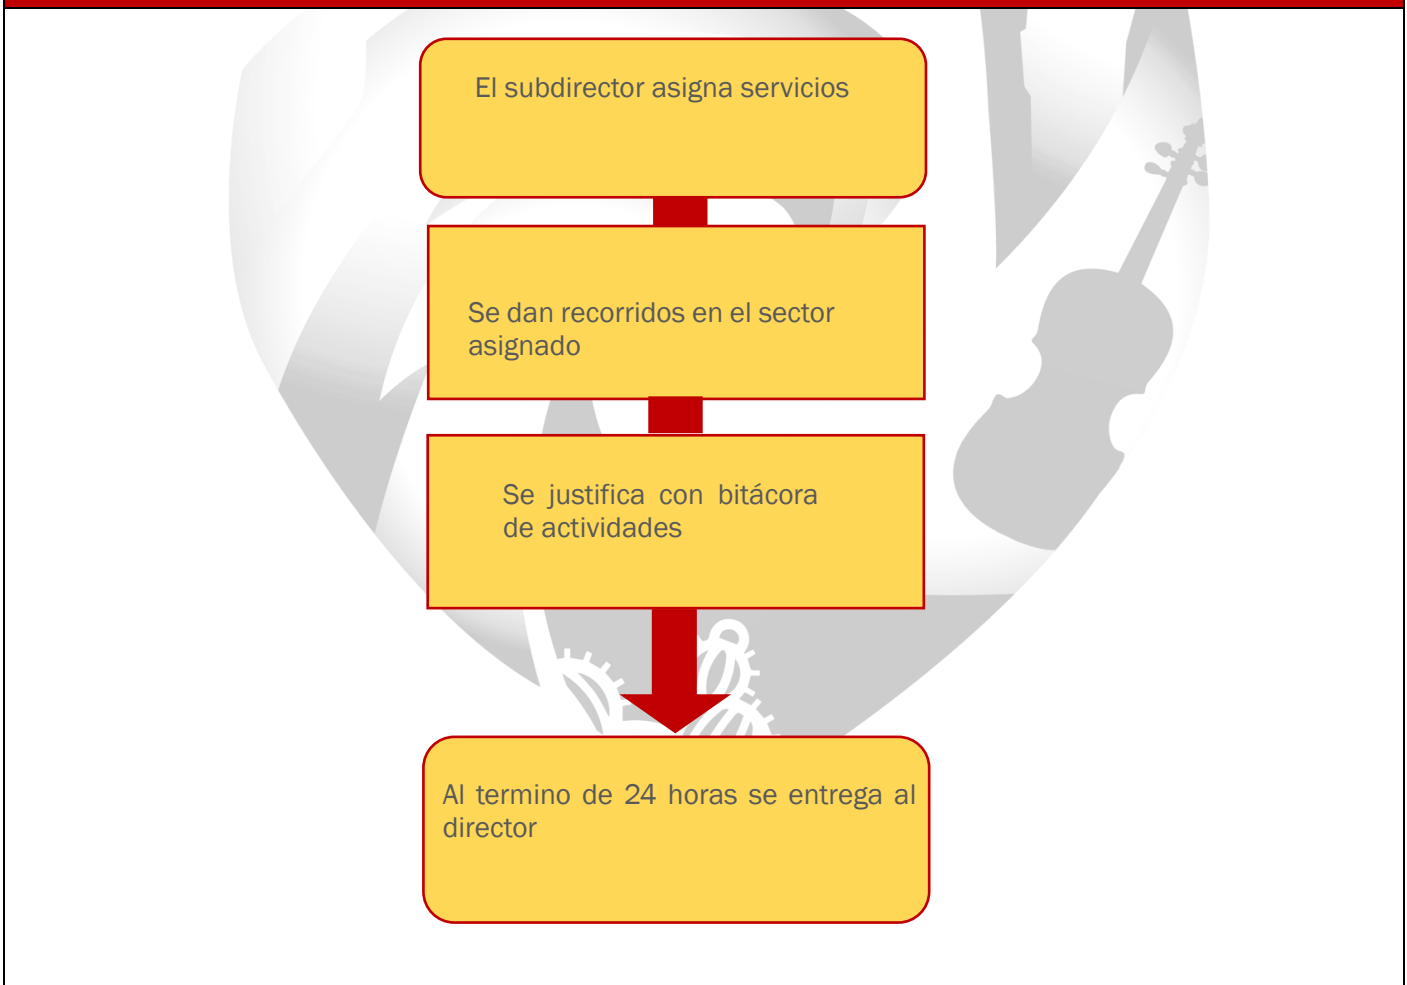 El subdirector asigna servicios
Se dan recorridos en el sector
asignado
Se justifica con bitácora
de actividades
Al termino de 24 horas se entrega al
director